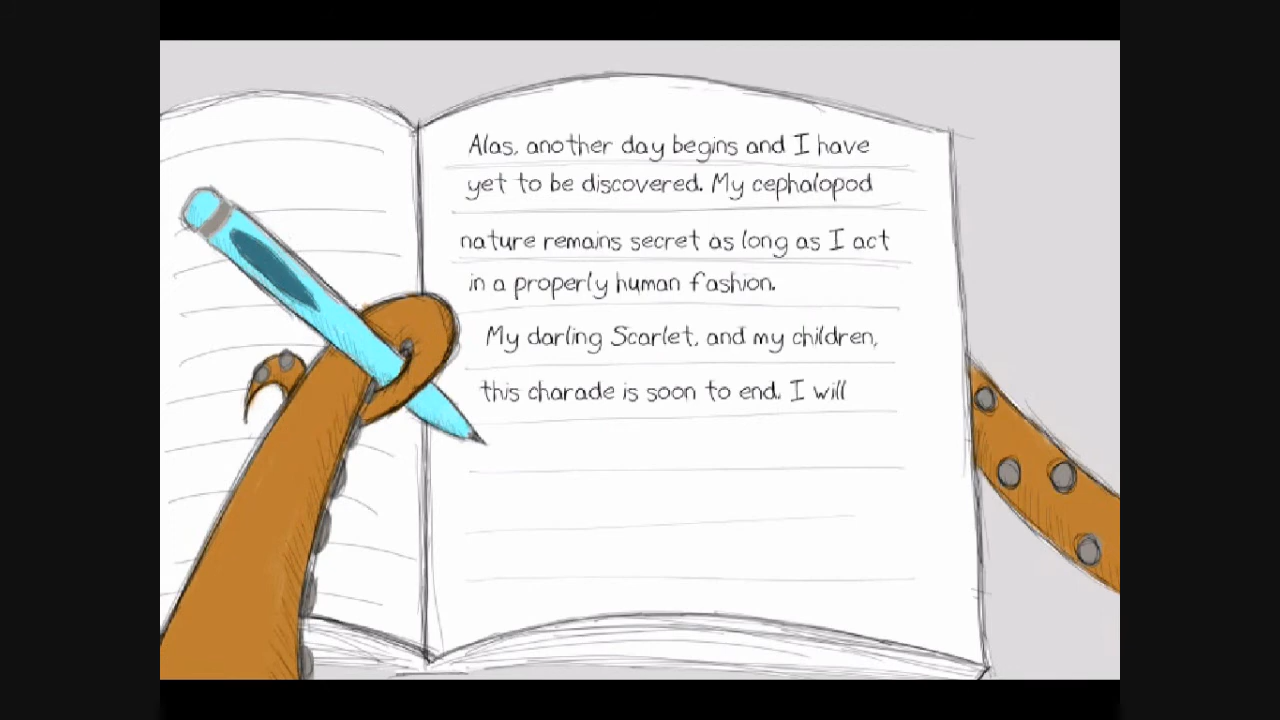 Alas, another day begins and I have
yet to be discovered. My cephalopod
nature remains secret as long as I act
in a properly human fashion.
My darling Scarlet, and my children,
this charade is soon to end. I will